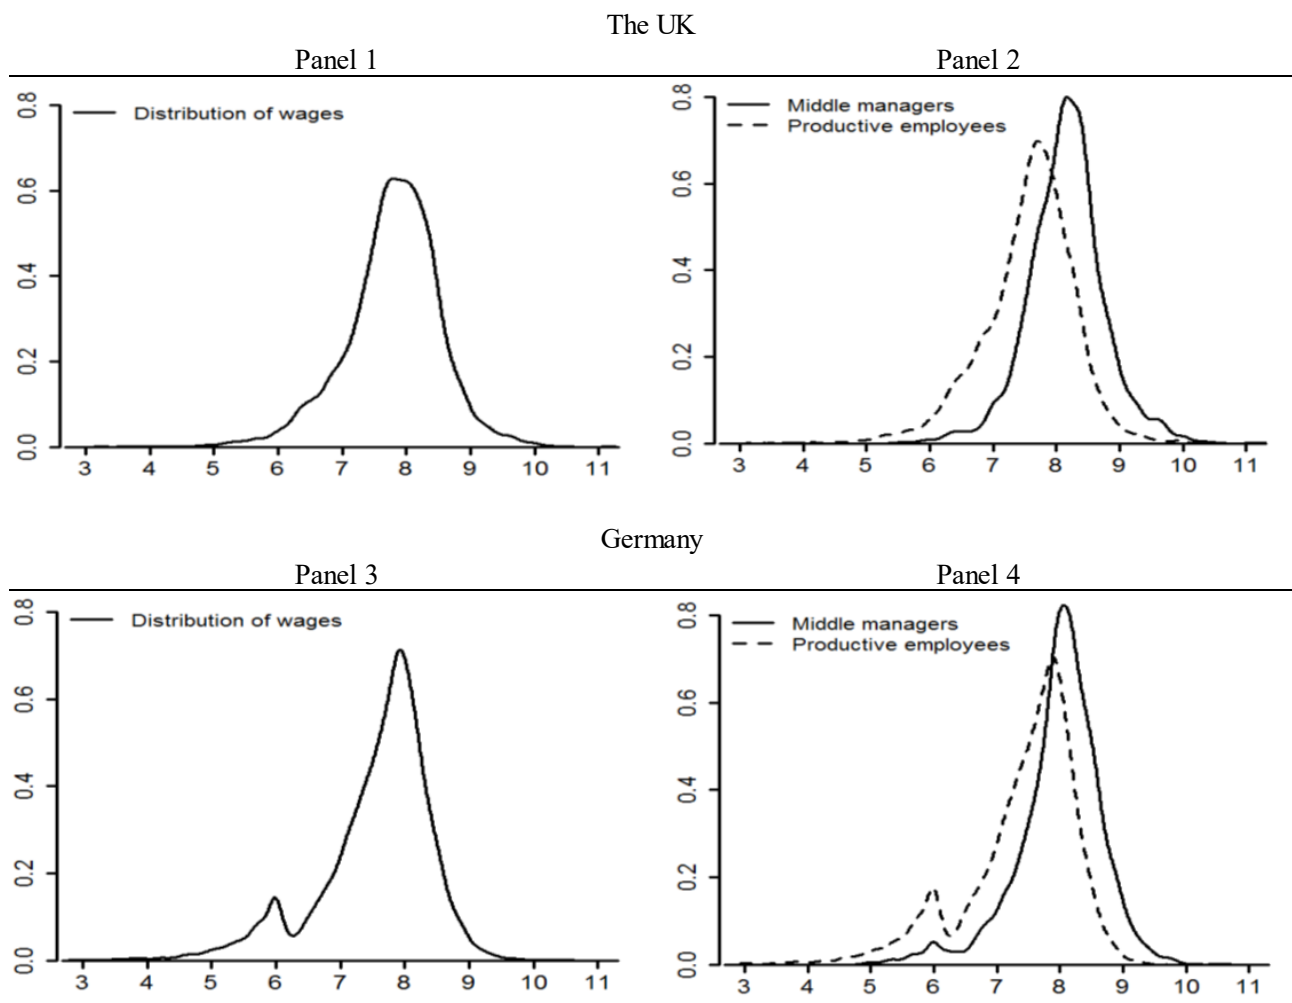 The UK
Panel 1
Panel 2
0.8
0.6
0.4
0.2
0.0
Distribution of wages
3 4 5 6 7 8 9 10 11
0.8
0.6
0.4
0.2
0.0
Middle managers
Productive employees
3 4 5 6 7 8 9 10 11
Germany
Panel 3
Panel 4
0.8
0.6
0.4
0.2
0.0
Distribution of wages
3 4 5 6 7 8 9 10 11
0.8
0.6
0.4
0.2
0.0
Middle managers
Productive employees
3 4 5 6 7 8 9 10 11